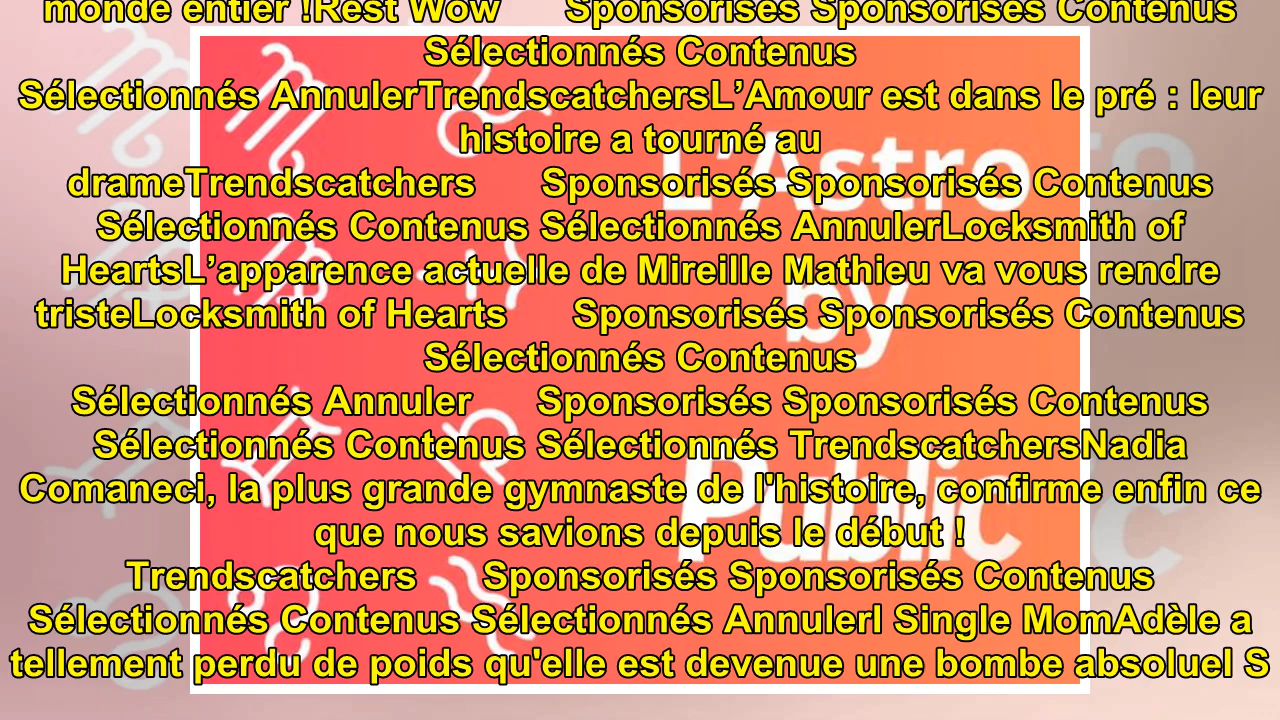 monde entier !Rest Wow Sponsorisés Sponsorisés Contenus
Sélectionnés Contenus
Sélectionnés AnnulerTrendscatchersL’Amour est dans le pré : leur
histoire a tourné au
drameTrendscatchers Sponsorisés Sponsorisés Contenus
Sélectionnés Contenus Sélectionnés AnnulerLocksmith of
HeartsL’apparence actuelle de Mireille Mathieu va vous rendre
tristeLocksmith of Hearts Sponsorisés Sponsorisés Contenus
Sélectionnés Contenus
Sélectionnés Annuler Sponsorisés Sponsorisés Contenus
Sélectionnés Contenus Sélectionnés TrendscatchersNadia
Comaneci, la plus grande gymnaste de l'histoire, confirme enfin ce
que nous savions depuis le début !
Trendscatchers Sponsorisés Sponsorisés Contenus
Sélectionnés Contenus Sélectionnés AnnulerI Single MomAdèle a
tellement perdu de poids qu'elle est devenue une bombe absolueI S
L'Astro
by
Public